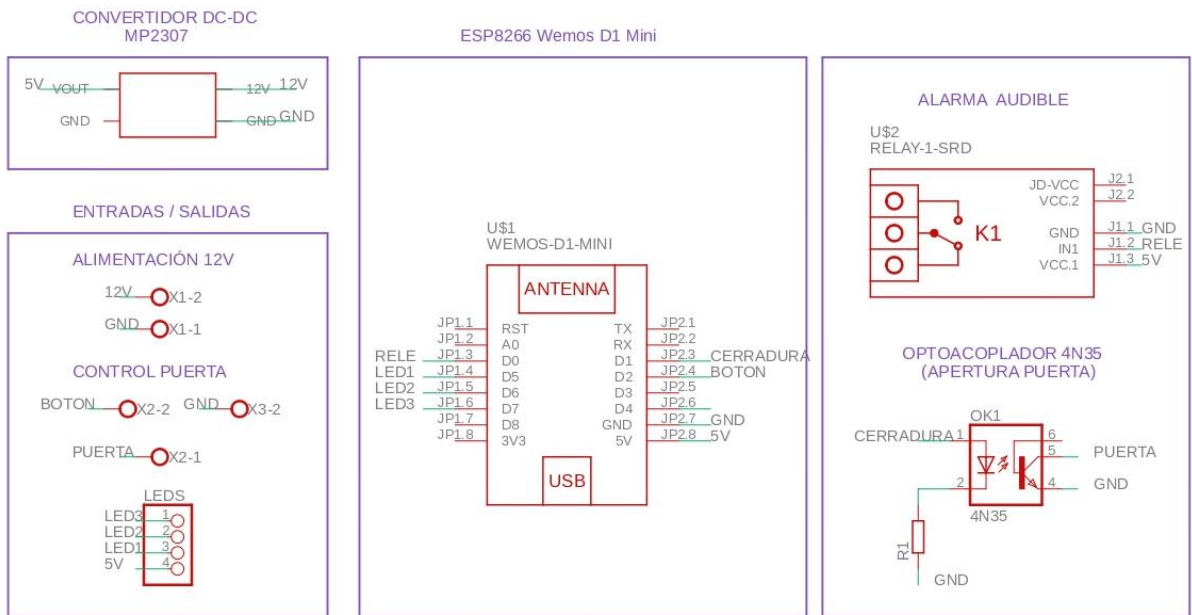 CONVERTIDOR DC-DC
MP2307
5V VOUT 12V 12V
GND GND GND
ENTRADAS / SALIDAS
ALIMENTACIÓN 12V
12V X1-2
GND X1-1
CONTROL PUERTA
BOTON X2-2 GND X3-2
PUERTA X2-1
LEDS
LED3 1
LED2 2
LED1 3
5V 4
ESP8266 Wemos D1 Mini
U$1
WEMOS-D1-MINI
ANTENNA
JP1.1 RST TX JP2.1
JP1.2 A0 RX JP2.2
RELE JP1.3 D0 D1 JP2.3 CERRADURA
LED1 JP1.4 D5 D2 JP2.4 BOTON
LED2 JP1.5 D6 D3 JP2.5
LED3 JP1.6 D7 D4 JP2.6
JP1.7 D8 GND JP2.7 GND
JP1.8 3V3 5V JP2.8 5V
USB
ALARMA AUDIBLE
U$2
RELAY-1-SRD
JD-VCC J2.1
VCC.2 J2.2
K1
GND J1.1 GND
IN1 J1.2 RELE
VCC.1 J1.3 5V
OPTOACOPLADOR 4N35
(APERTURA PUERTA)
OK1
CERRADURA 1 6
5 PUERTA
2 4 GND
4N35
R1
GND